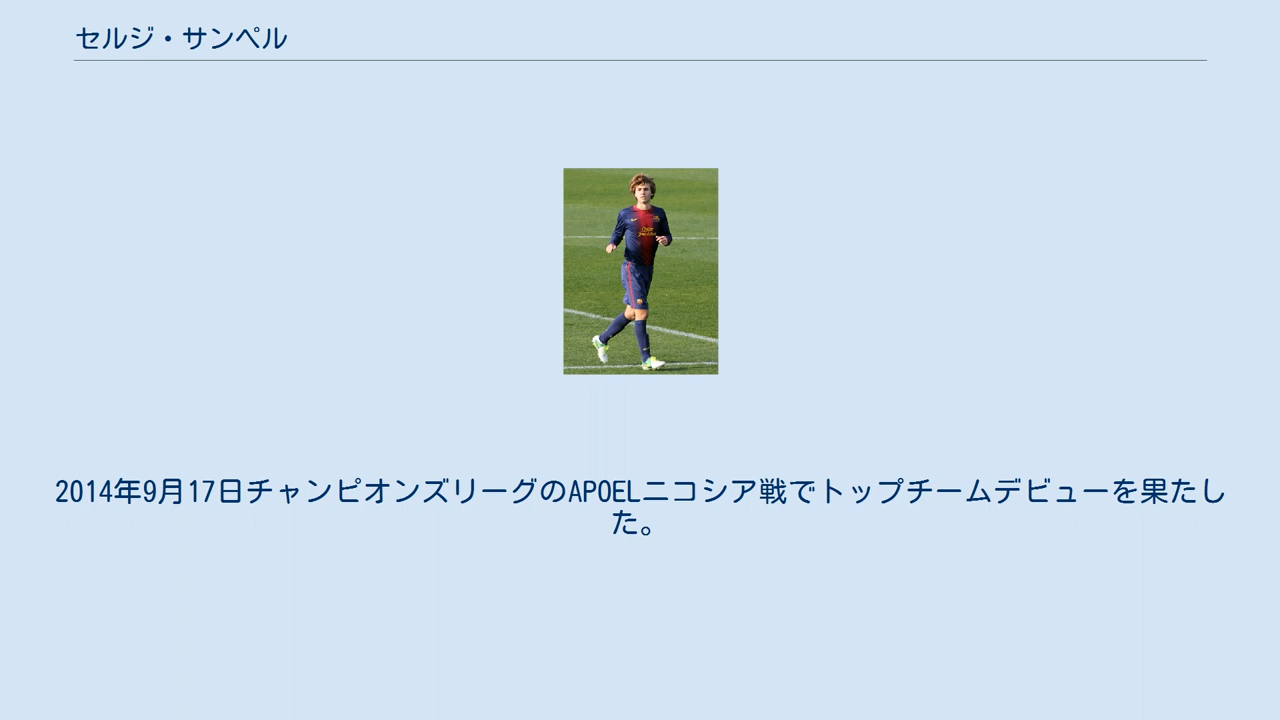 セルジ・サンペル
2014年9月17日チャンピオンズリーグのAPOELニコシア戦でトップチームデビューを果たし
た。